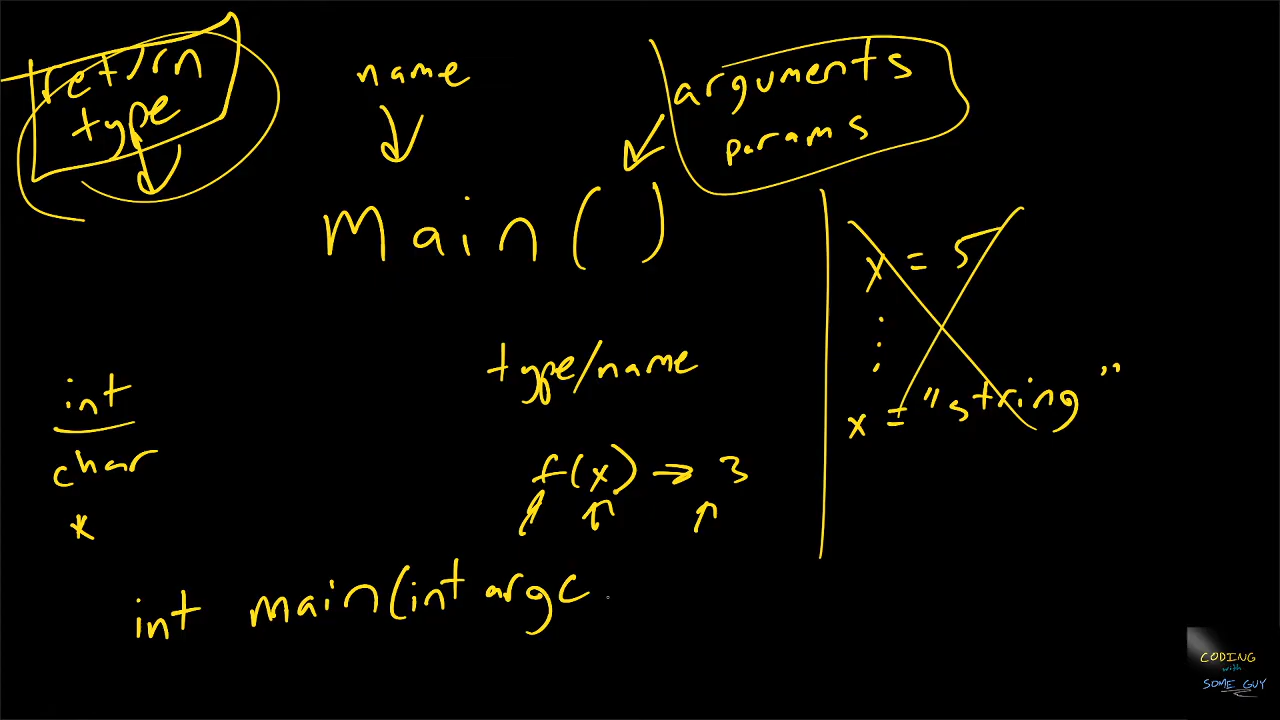 return
type
name
arguments
params
main()
x = 5
:
x = "string"
type/name
int
char
*
f(x) → 3
int main(int argc
CODING
with
SOME GUY